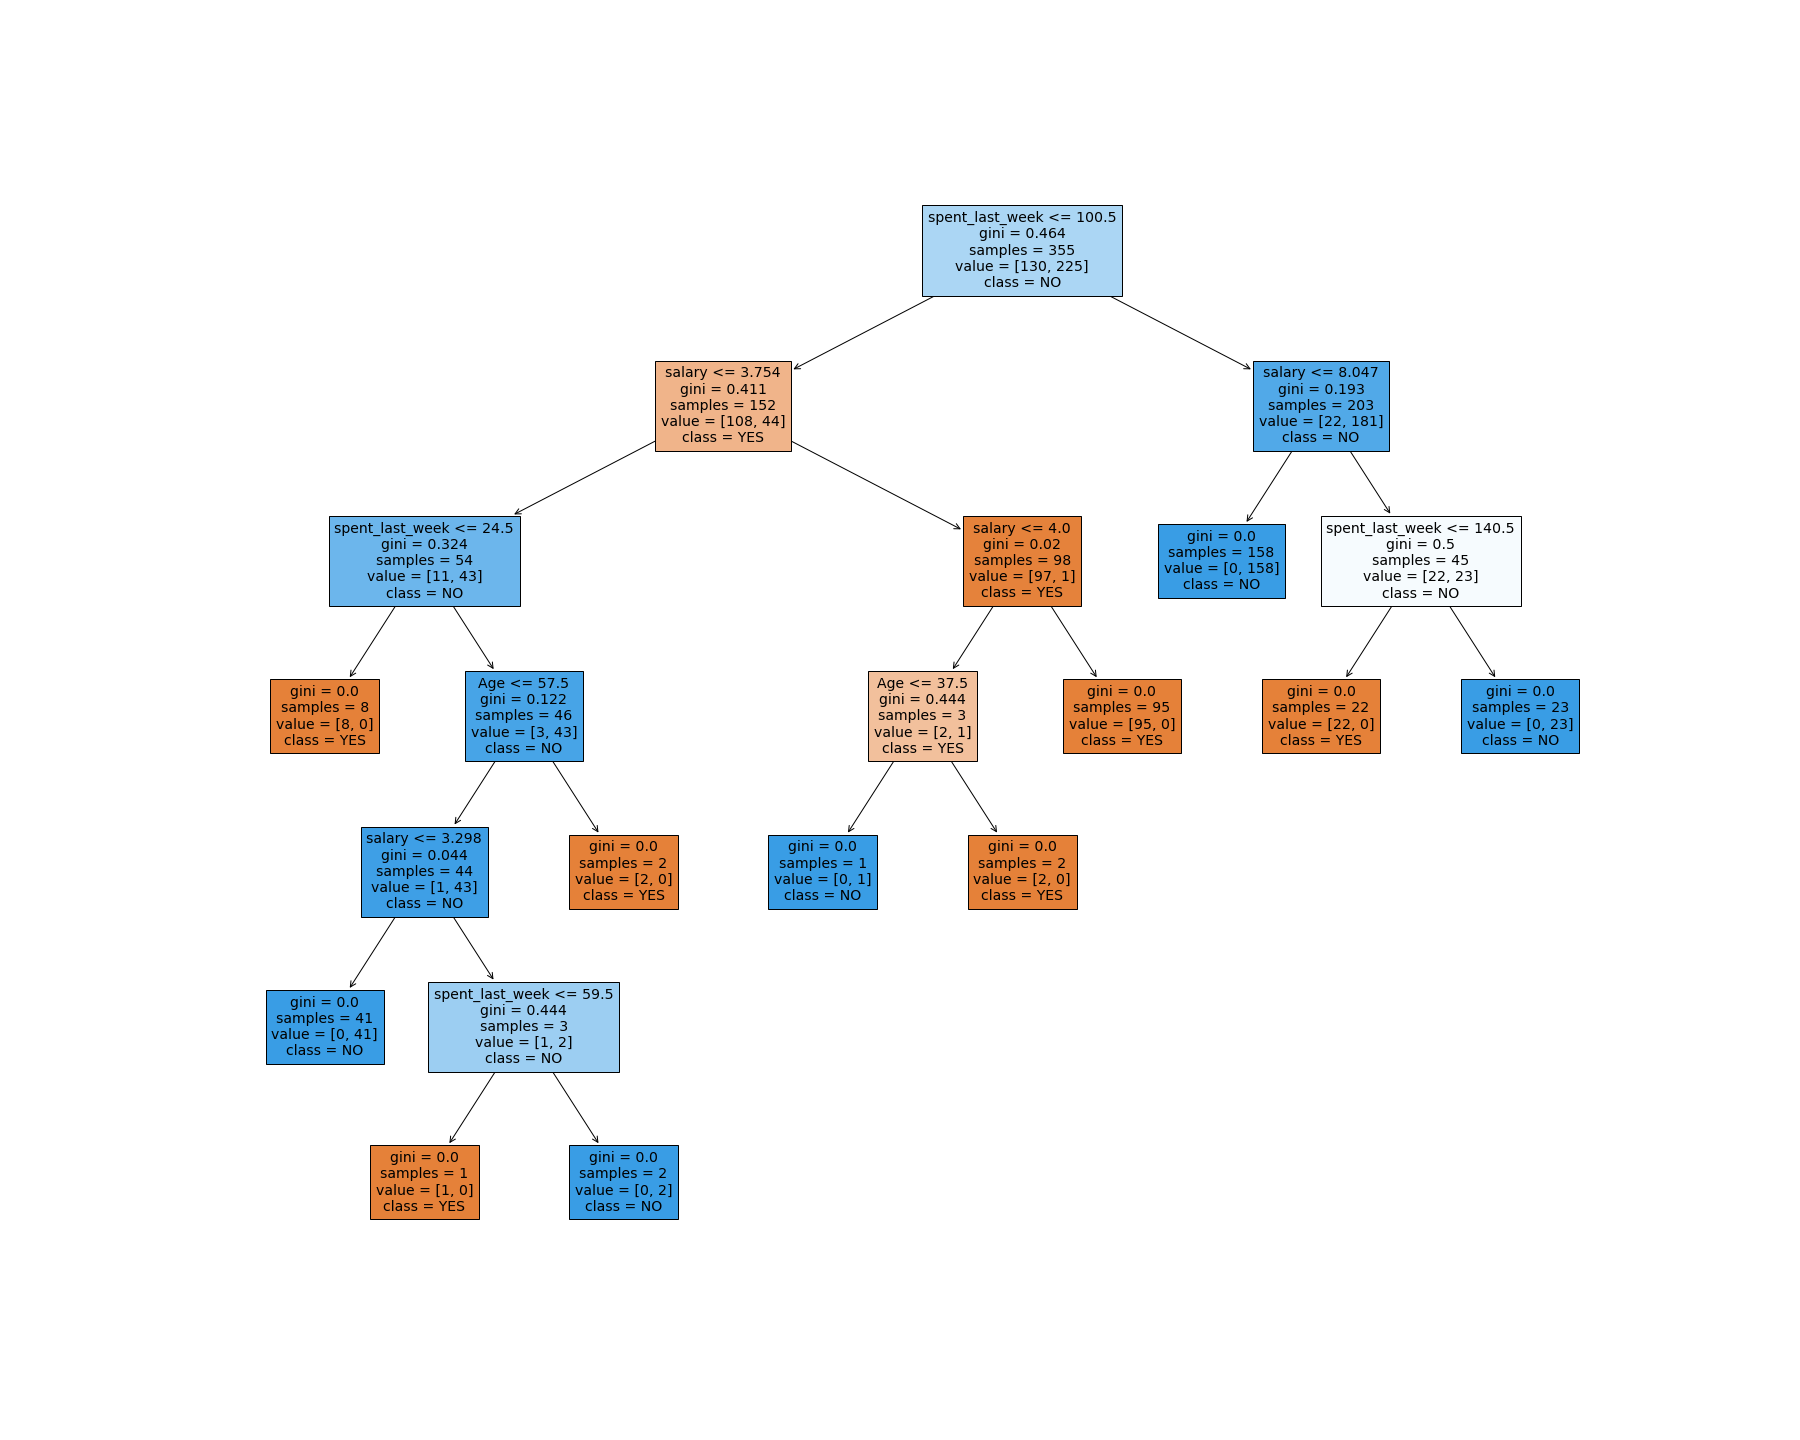 spent_last_week <= 100.5
gini = 0.464
samples = 355
value = [130, 225]
class = NO
salary <= 3.754
gini = 0.411
samples = 152
value = [108, 44]
class = YES
salary <= 8.047
gini = 0.193
samples = 203
value = [22, 181]
class = NO
spent_last_week <= 24.5
gini = 0.324
samples = 54
value = [11, 43]
class = NO
salary <= 4.0
gini = 0.02
samples = 98
value = [97, 1]
class = YES
gini = 0.0
samples = 158
value = [0, 158]
class = NO
spent_last_week <= 140.5
gini = 0.5
samples = 45
value = [22, 23]
class = NO
gini = 0.0
samples = 8
value = [8, 0]
class = YES
Age <= 57.5
gini = 0.122
samples = 46
value = [3, 43]
class = NO
Age <= 37.5
gini = 0.444
samples = 3
value = [2, 1]
class = YES
gini = 0.0
samples = 95
value = [95, 0]
class = YES
gini = 0.0
samples = 22
value = [22, 0]
class = YES
gini = 0.0
samples = 23
value = [0, 23]
class = NO
salary <= 3.298
gini = 0.044
samples = 44
value = [1, 43]
class = NO
gini = 0.0
samples = 2
value = [2, 0]
class = YES
gini = 0.0
samples = 1
value = [0, 1]
class = NO
gini = 0.0
samples = 2
value = [2, 0]
class = YES
gini = 0.0
samples = 41
value = [0, 41]
class = NO
spent_last_week <= 59.5
gini = 0.444
samples = 3
value = [1, 2]
class = NO
gini = 0.0
samples = 1
value = [1, 0]
class = YES
gini = 0.0
samples = 2
value = [0, 2]
class = NO